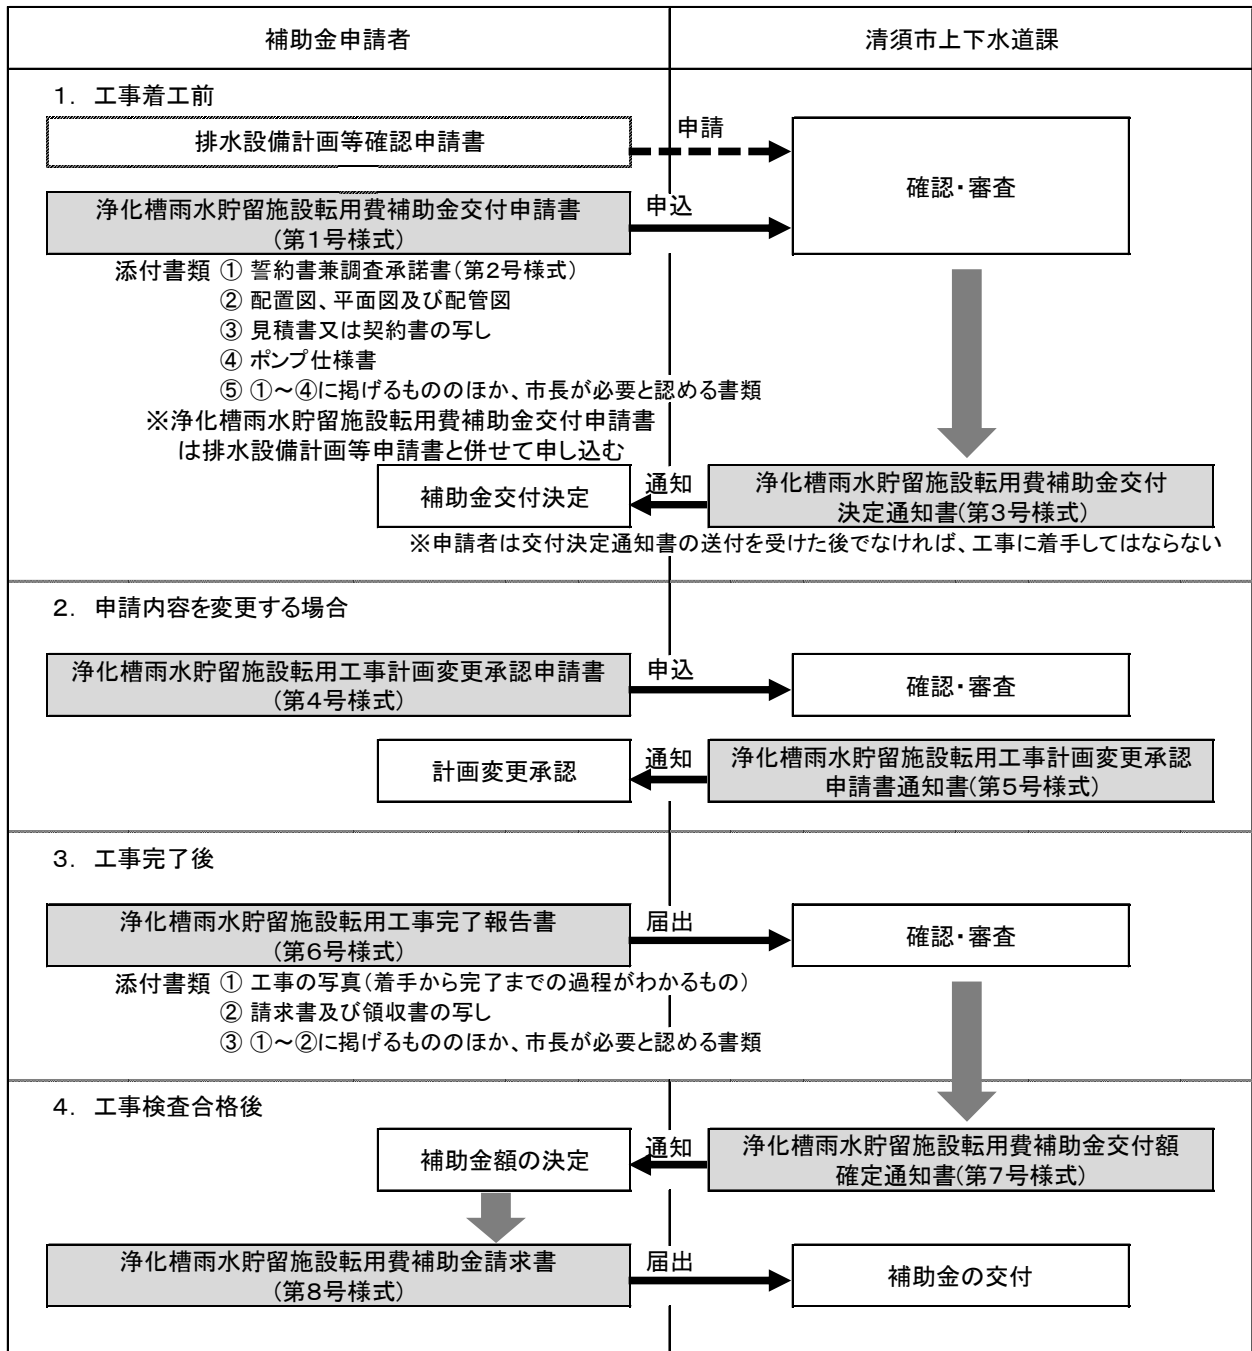 補助金申請者
清須市上下水道課
１．工事着工前
排水設備計画等確認申請書
申請
確認・審査
浄化槽雨水貯留施設転用費補助金交付申請書
(第１号様式)
申込
添付書類 ① 誓約書兼調査承諾書(第２号様式)
② 配置図、平面図及び配管図
③ 見積書又は契約書の写し
④ ポンプ仕様書
⑤ ①～④に掲げるもののほか、市長が必要と認める書類
※浄化槽雨水貯留施設転用費補助金交付申請書
は排水設備計画等申請書と併せて申し込む
補助金交付決定
通知
浄化槽雨水貯留施設転用費補助金交付
決定通知書(第３号様式)
※申請者は交付決定通知書の送付を受けた後でなければ、工事に着手してはならない
２．申請内容を変更する場合
浄化槽雨水貯留施設転用工事計画変更承認申請書
(第４号様式)
申込
確認・審査
計画変更承認
通知
浄化槽雨水貯留施設転用工事計画変更承認
申請書通知書(第５号様式)
３．工事完了後
浄化槽雨水貯留施設転用工事完了報告書
(第６号様式)
届出
確認・審査
添付書類 ① 工事の写真(着手から完了までの過程がわかるもの)
② 請求書及び領収書の写し
③ ①～②に掲げるもののほか、市長が必要と認める書類
４．工事検査合格後
補助金額の決定
通知
浄化槽雨水貯留施設転用費補助金交付額
確定通知書(第７号様式)
浄化槽雨水貯留施設転用費補助金請求書
(第８号様式)
届出
補助金の交付